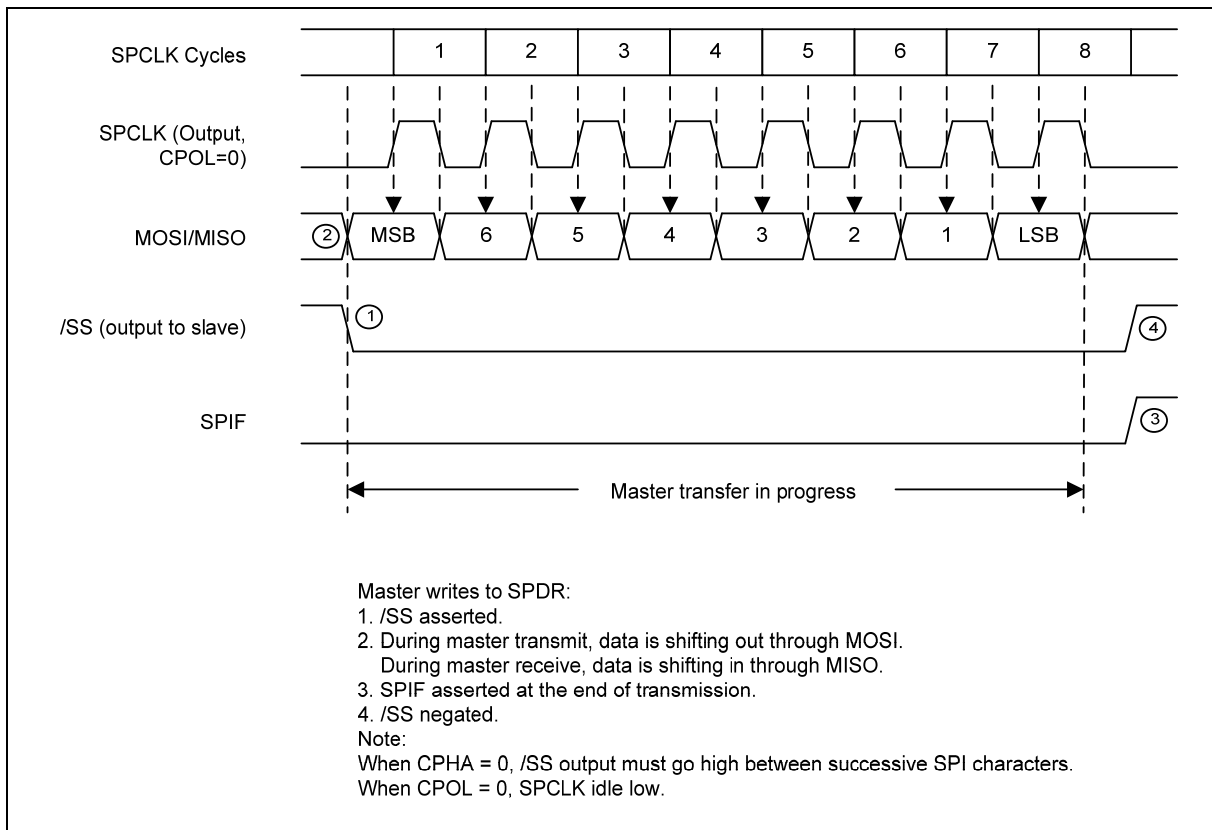 SPCLK Cycles
1 2 3 4 5 6 7 8
SPCLK (Output,
CPOL=0)
MOSI/MISO
2 MSB 6 5 4 3 2 1 LSB
/SS (output to slave)
1
4
SPIF
3
Master transfer in progress
Master writes to SPDR:
1. /SS asserted.
2. During master transmit, data is shifting out through MOSI.
During master receive, data is shifting in through MISO.
3. SPIF asserted at the end of transmission.
4. /SS negated.
Note:
When CPHA = 0, /SS output must go high between successive SPI characters.
When CPOL = 0, SPCLK idle low.